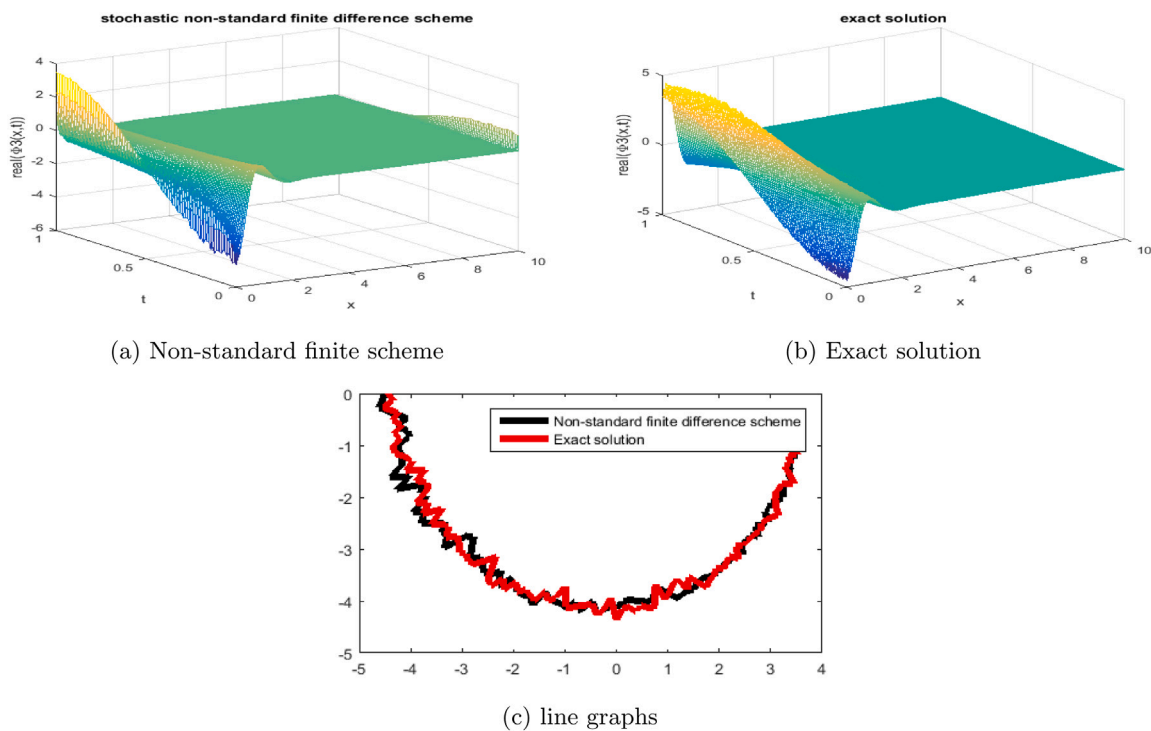 stochastic non-standard finite difference scheme
real(Φ3(x,t))
4
2
0
-2
-4
-6
1
0.5
0
t
0
2
4
6
8
10
x
(a) Non-standard finite scheme
exact solution
real(Φ3(x,t))
5
0
-5
1
0.5
0
t
0
2
4
6
8
10
x
(b) Exact solution
0
-1
-2
-3
-4
-5
Non-standard finite difference scheme
Exact solution
-5 -4 -3 -2 -1 0 1 2 3 4
(c) line graphs